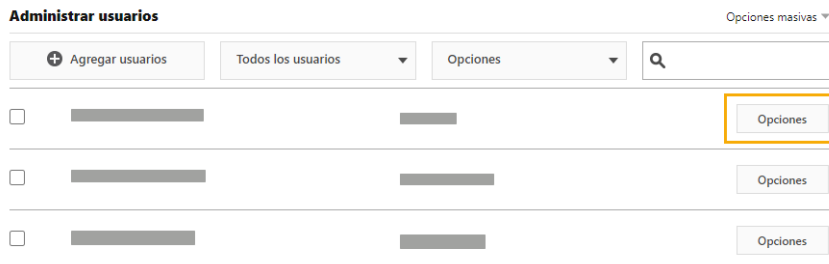 Administrar usuarios
Opciones masivas
Agregar usuarios
Todos los usuarios
Opciones
Opciones
Opciones
Opciones